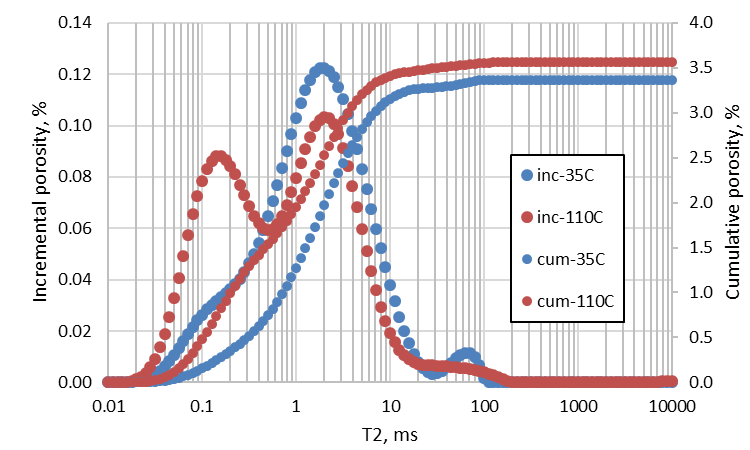 Incremental porosity, %
0.14
0.12
0.10
0.08
0.06
0.04
0.02
0.00
4.0
3.5
3.0
2.5
2.0
1.5
1.0
0.5
0.0
Cumulative porosity, %
inc-35C
inc-110C
cum-35C
cum-110C
0.01 0.1 1 10 100 1000 10000
T2, ms